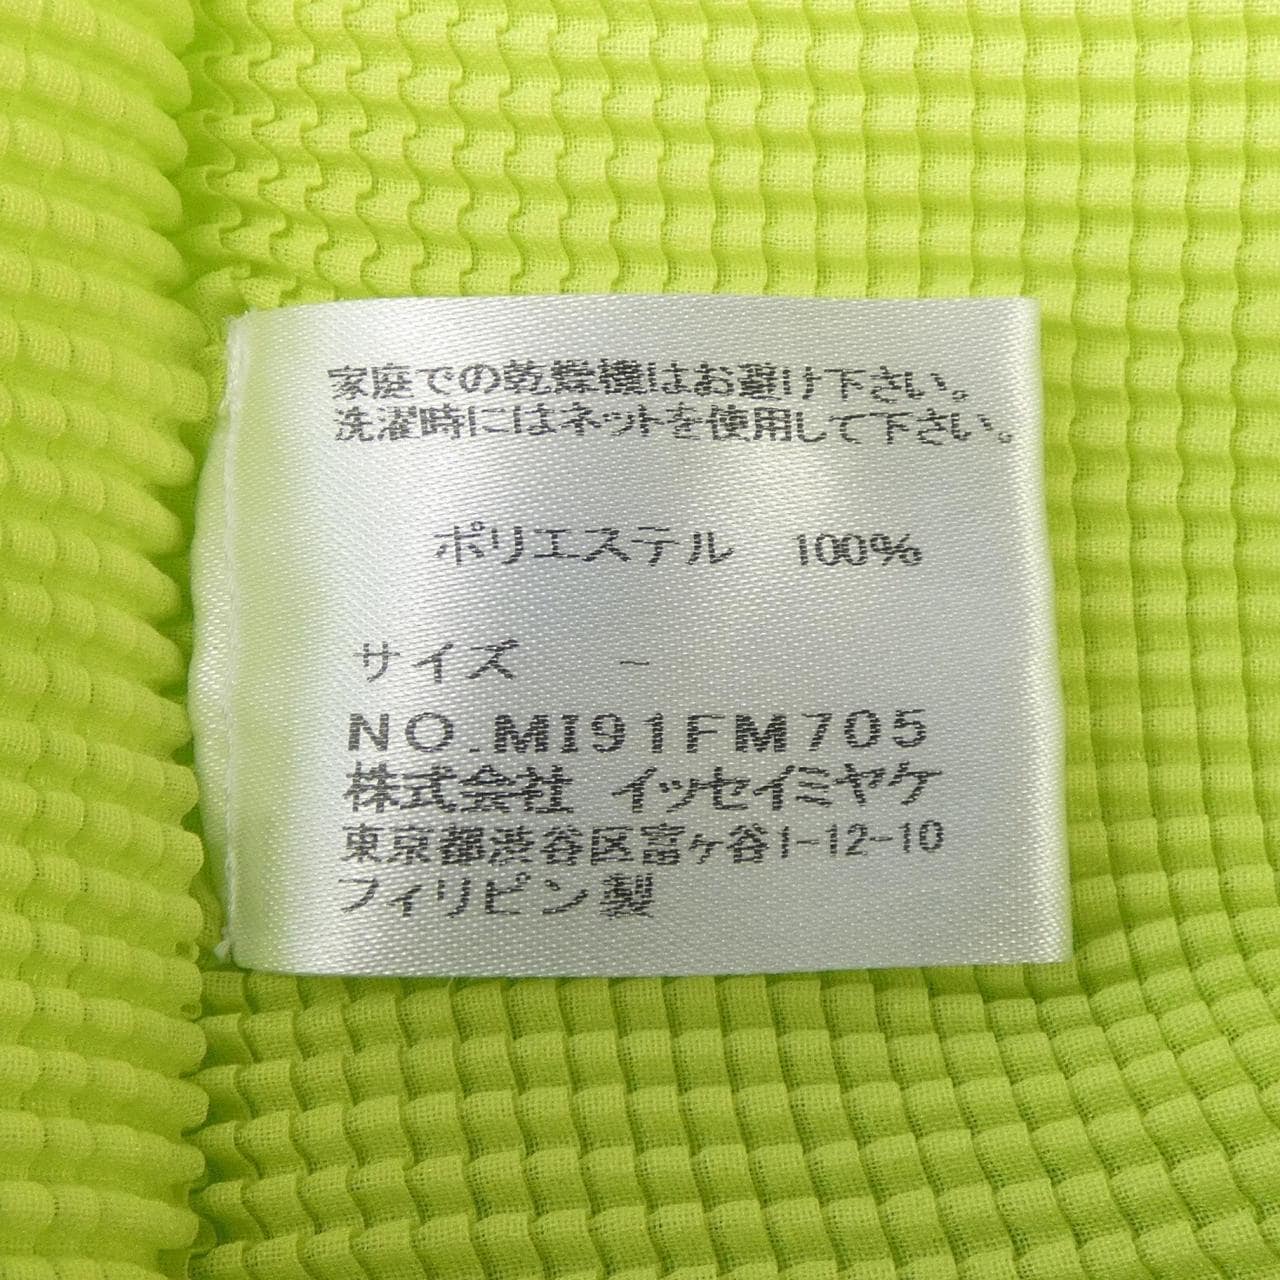 家庭での乾燥機はお避け下さい。
洗濯時にはネットを使用して下さい。
ポリエステル 100%
サイズ -
NO.MI91FM705
株式会社 イッセイミヤケ
東京都渋谷区富ヶ谷1-12-10
フィリピン製